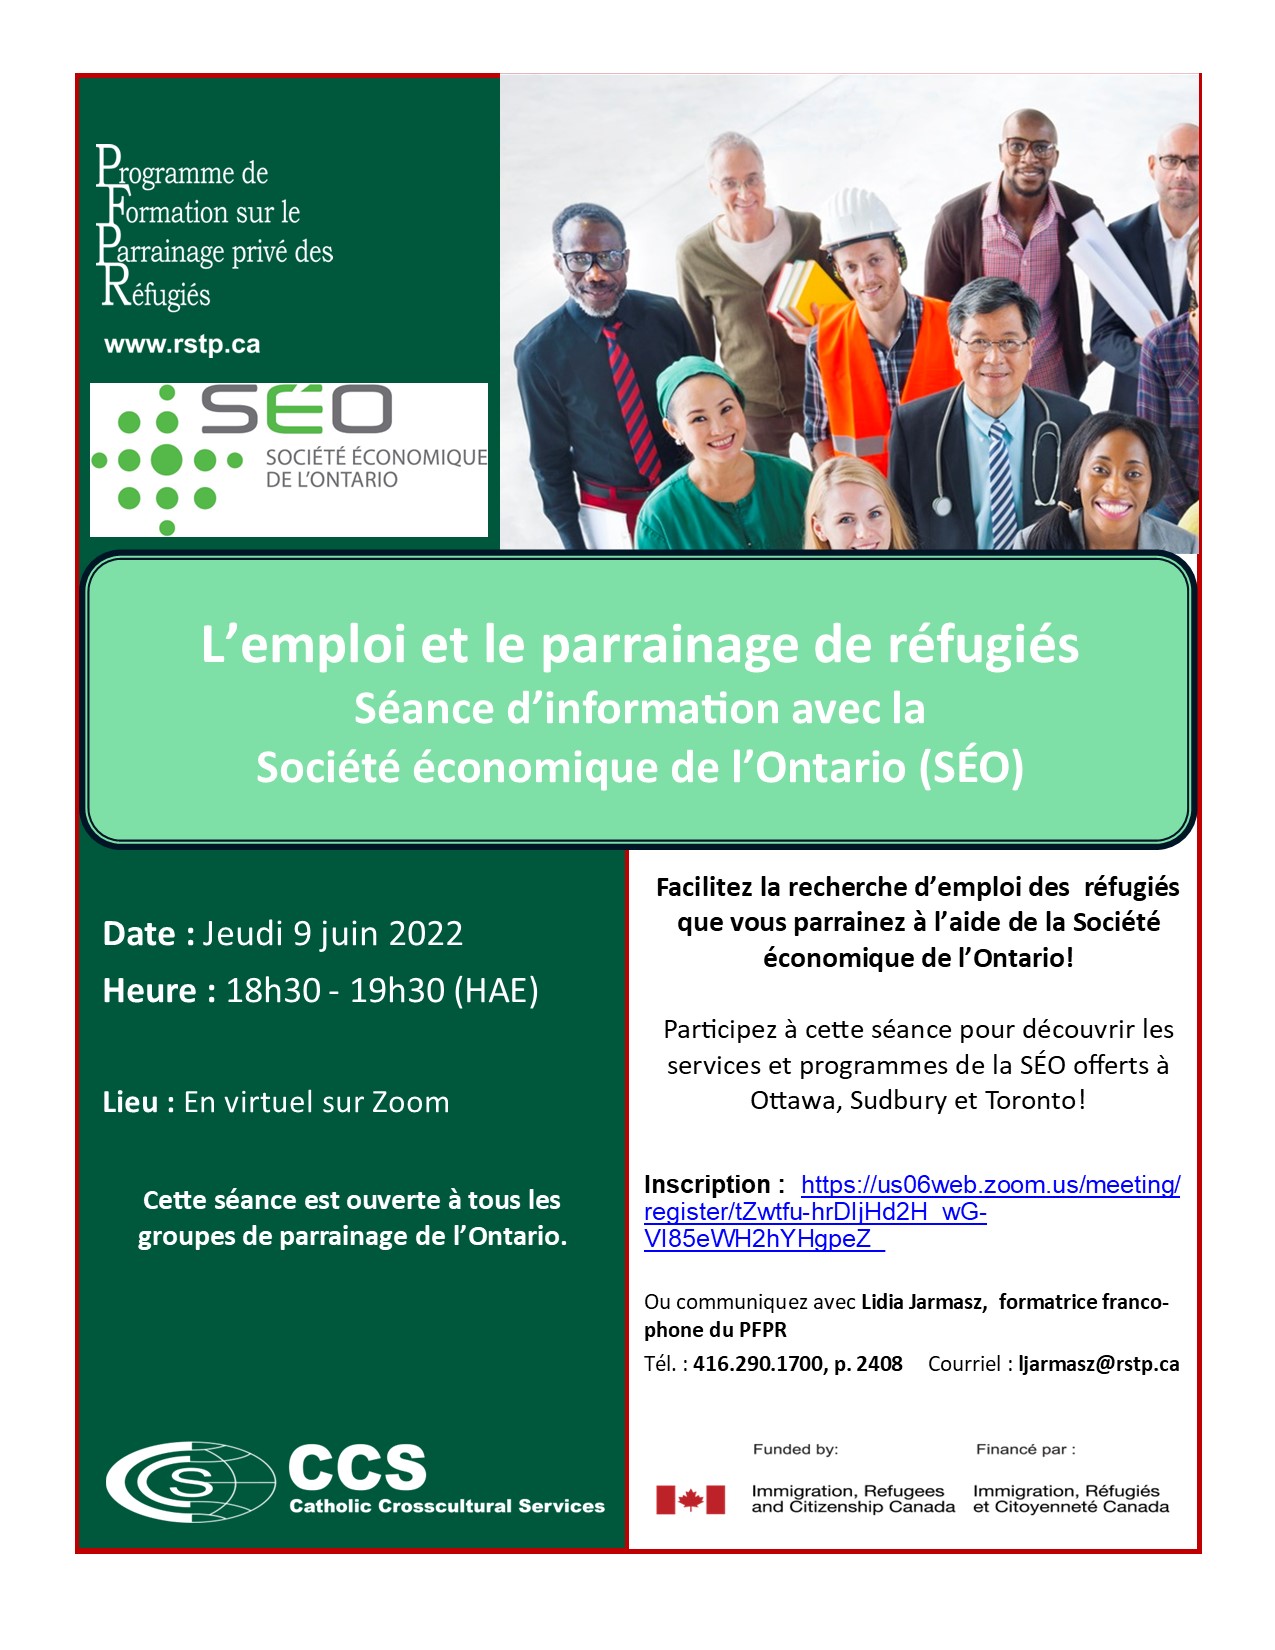 Programme de
Formation sur le
Parrainage privé des
Réfugiés
www.rstp.ca
SÉO
SOCIÉTÉ ÉCONOMIQUE
DE L'ONTARIO
L’emploi et le parrainage de réfugiés
Séance d’information avec la
Société économique de l’Ontario (SÉO)
Date : Jeudi 9 juin 2022
Heure : 18h30 - 19h30 (HAE)
Lieu : En virtuel sur Zoom
Cette séance est ouverte à tous les
groupes de parrainage de l’Ontario.
Facilitez la recherche d’emploi des réfugiés
que vous parrainez à l’aide de la Société
économique de l’Ontario!
Participez à cette séance pour découvrir les
services et programmes de la SÉO offerts à
Ottawa, Sudbury et Toronto!
Inscription : https://us06web.zoom.us/meeting/
register/tZwtfu-hrDIjHd2H_wG-
VI85eWH2hYHgpeZ_
Ou communiquez avec Lidia Jarmasz, formatrice franco-
phone du PFPR
Tél. : 416.290.1700, p. 2408 Courriel : ljarmasz@rstp.ca
CCS
CCS
Catholic Crosscultural Services
Funded by: Financé par :
Immigration, Refugees Immigration, Réfugiés
and Citizenship Canada et Citoyenneté Canada